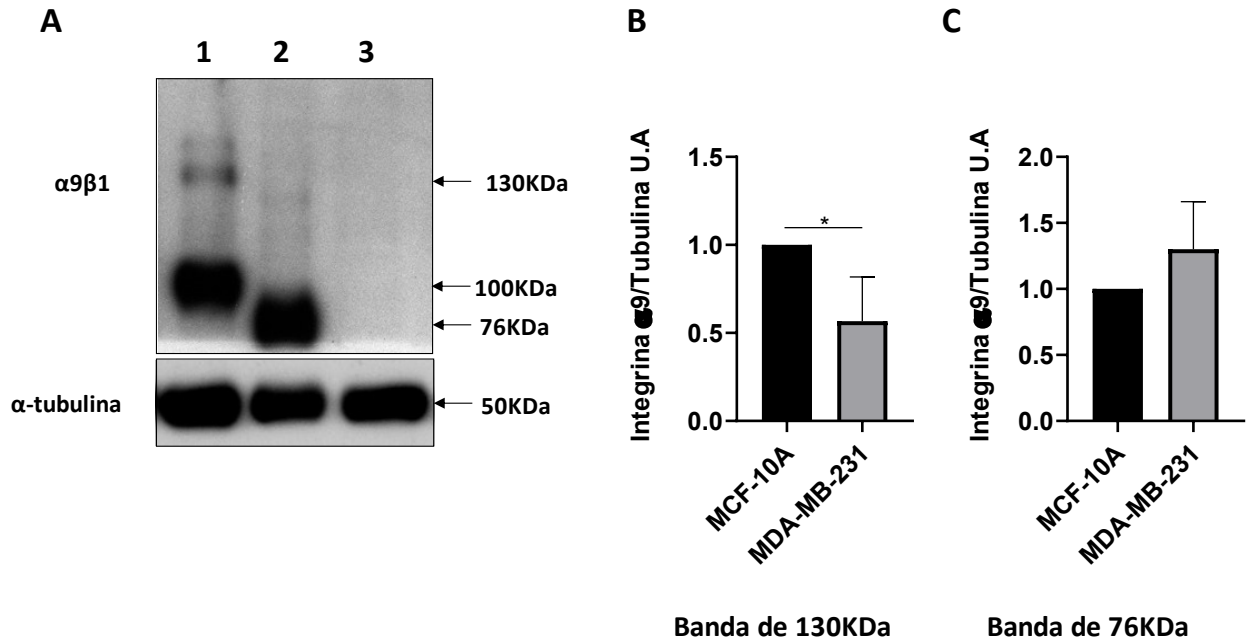 A
1 2 3
α9β1
130KDa
100KDa
76KDa
α-tubulina
50KDa
B
Integrina α9/Tubulina U.A
1.5
1.0
0.5
0.0
*
MCF-10A
MDA-MB-231
Banda de 130KDa
C
Integrina α9/Tubulina U.A
2.0
1.5
1.0
0.5
0.0
MCF-10A
MDA-MB-231
Banda de 76KDa